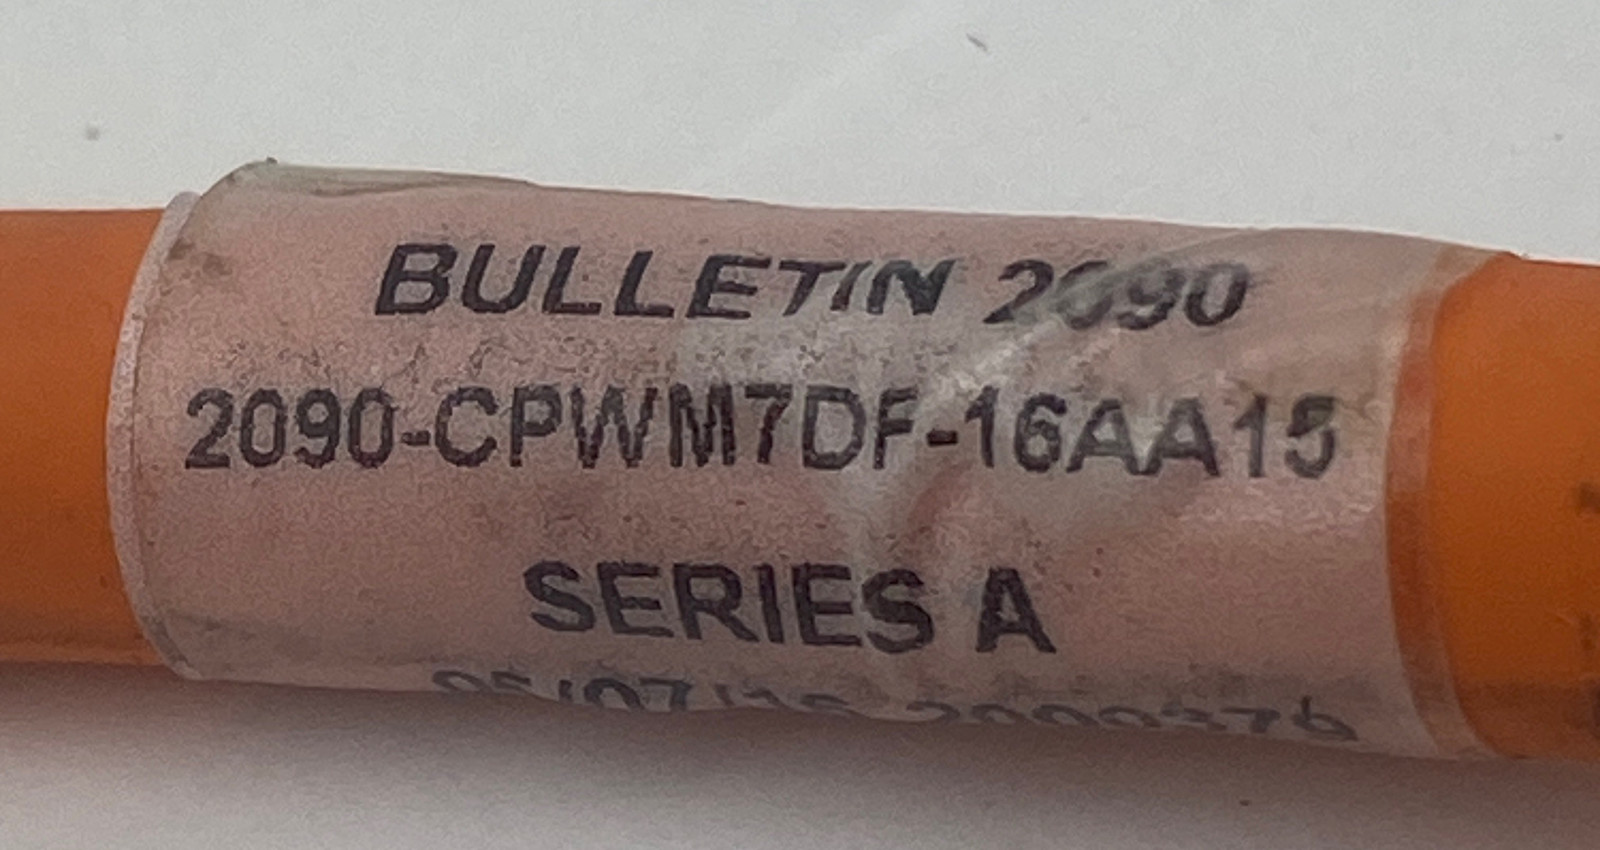 BULLETIN 2090
2090-CPWM7DF-16AA15
SERIES A